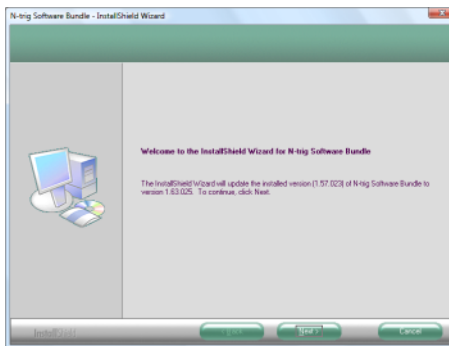 N-trig Software Bundle - InstallShield Wizard
Welcome to the InstallShield Wizard for N-trig Software Bundle
The InstallShield Wizard will update the installed version (1.57.023) of N-trig Software Bundle to
version 1.63.025. To continue, click Next.
InstallShield
< Back
Next >
Cancel